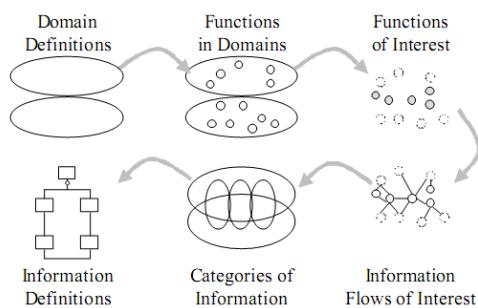 Domain
Definitions
Functions
in Domains
Functions
of Interest
Information
Definitions
Categories of
Information
Information
Flows of Interest